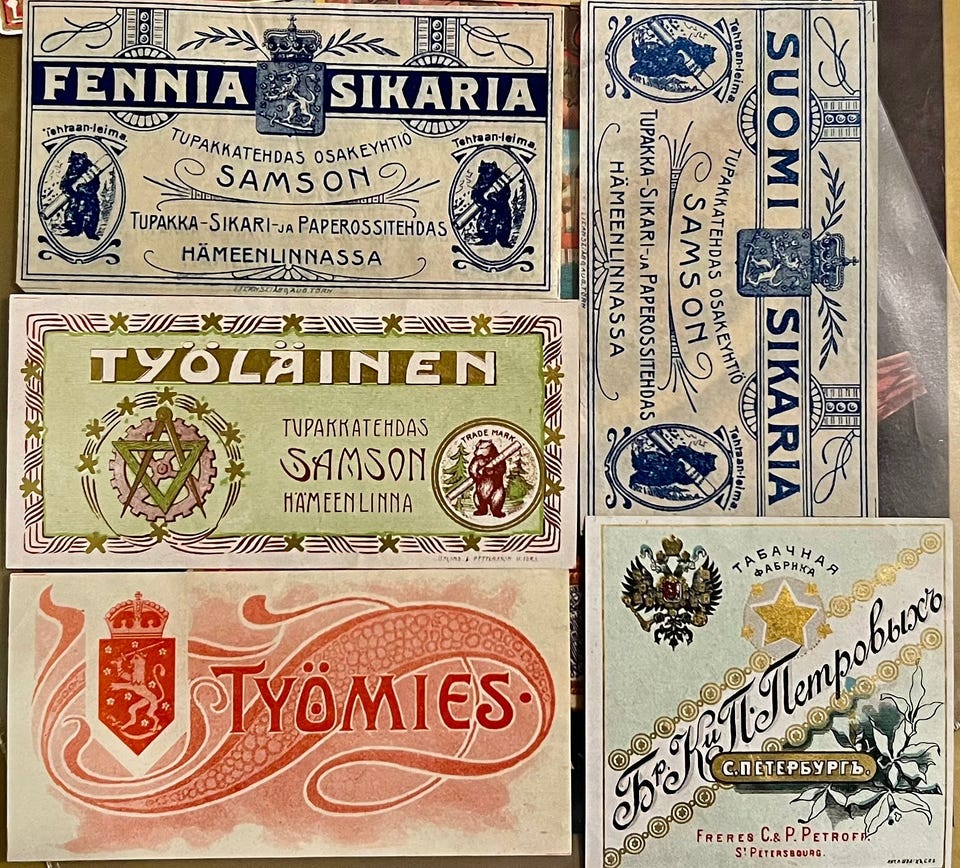 FENNIA SIKARIA
Tehtaan-leima.
Tehtaan-leima.
TUPAKKATEHDAS OSAKEYHTIÖ
SAMSON
TUPAKKA-SIKARI-JA PAPEROSSITEHDAS
HÄMEENLINNASSA
SUOMI SIKARIA
Tehtaan-leima.
Tehtaan-leima.
TUPAKKATEHDAS OSAKEYHTIÖ
SAMSON
TUPAKKA-SIKARI-JA PAPEROSSITEHDAS
HÄMEENLINNASSA
TYÖLÄINEN
TUPAKKATEHDAS
SAMSON
HÄMEENLINNA
TRADE MARK
TYÖMIES.
ТАБАЧНАЯ
ФАБРИКА
Бр. К и П. Петровыхъ
С. ПЕТЕРБУРГЪ.
FRERES C. & P. PETROFF.
ST PETERSBOURG.